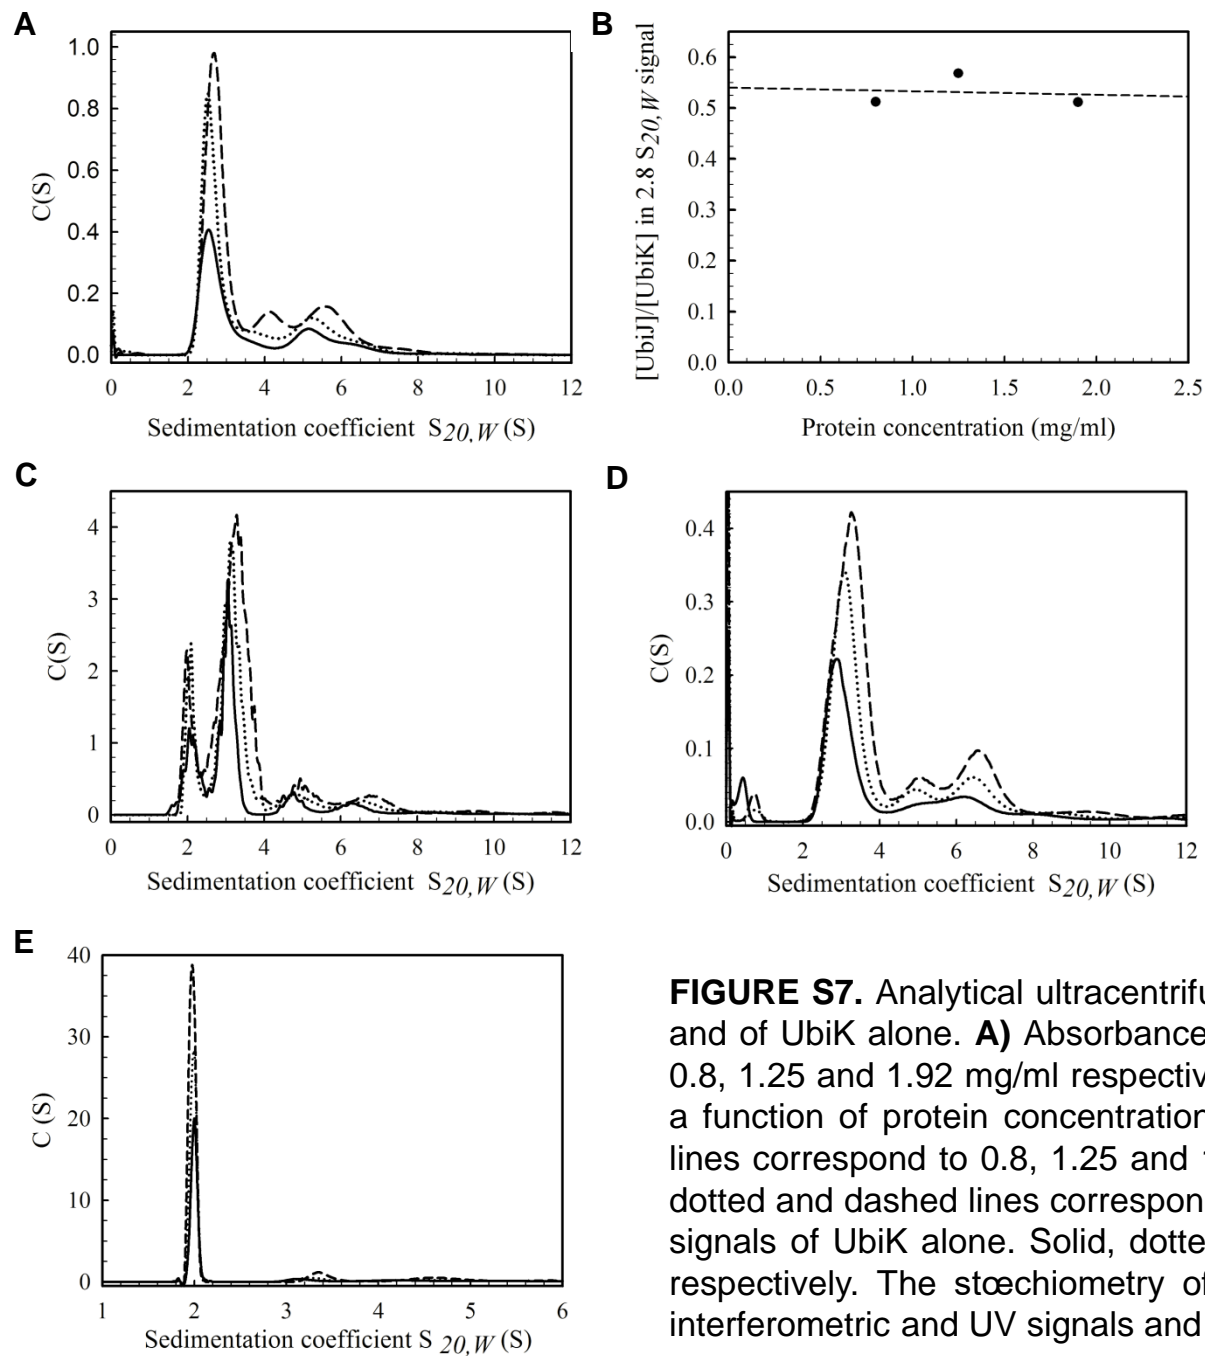 A
1.0
0.8
0.6
0.4
0.2
0.0
C(S)
0 2 4 6 8 10 12
Sedimentation coefficient S20,W (S)
B
0.6
0.5
0.4
0.3
0.2
0.1
0.0
[UbiJ]/[UbiK] in 2.8 S20,W signal
0.0 0.5 1.0 1.5 2.0 2.5
Protein concentration (mg/ml)
C
4
3
2
1
0
C(S)
0 2 4 6 8 10 12
Sedimentation coefficient S20,W (S)
D
0.4
0.3
0.2
0.1
0.0
C(S)
0 2 4 6 8 10 12
Sedimentation coefficient S20,W (S)
E
40
30
20
10
0
C (S)
1 2 3 4 5 6
Sedimentation coefficient S 20,W (S)
FIGURE S7. Analytical ultracentrifu
and of UbiK alone. A) Absorbance
0.8, 1.25 and 1.92 mg/ml respectiv
a function of protein concentration
lines correspond to 0.8, 1.25 and
dotted and dashed lines correspon
signals of UbiK alone. Solid, dotte
respectively. The stœchiometry of
interferometric and UV signals and